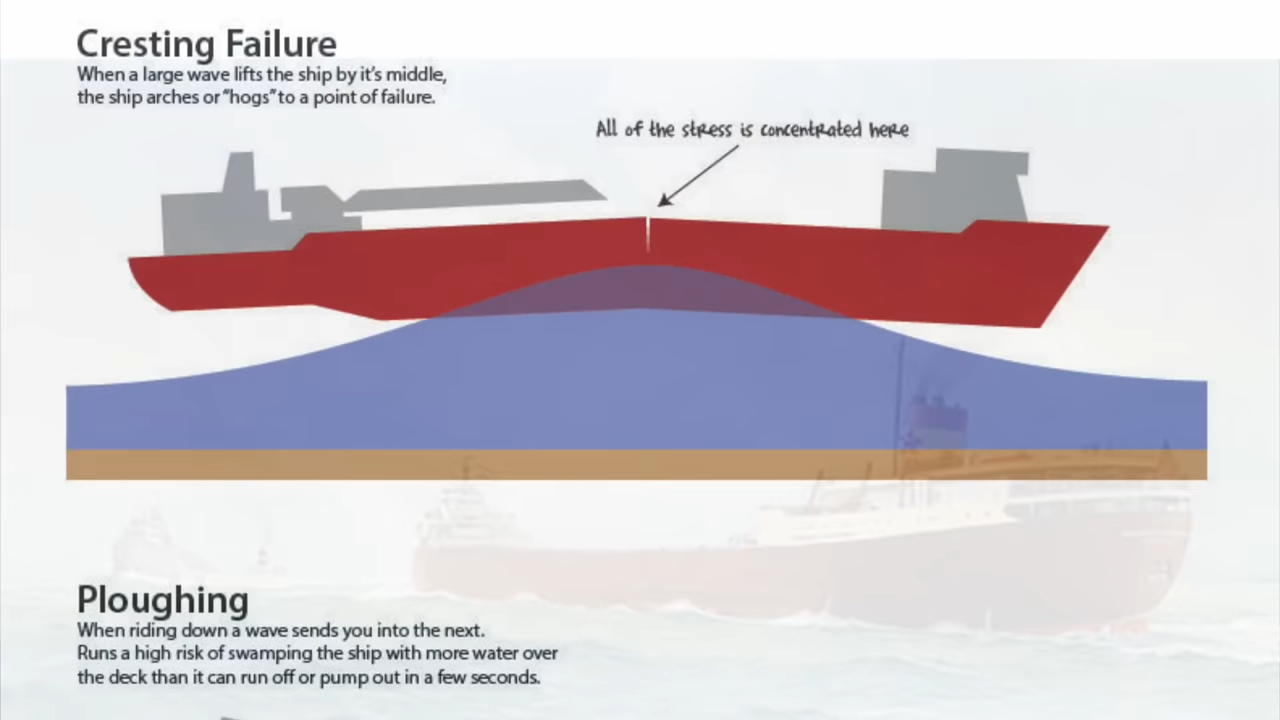 Cresting Failure
When a large wave lifts the ship by it's middle,
the ship arches or "hogs" to a point of failure.
All of the stress is concentrated here
Ploughing
When riding down a wave sends you into the next.
Runs a high risk of swamping the ship with more water over
the deck than it can run off or pump out in a few seconds.